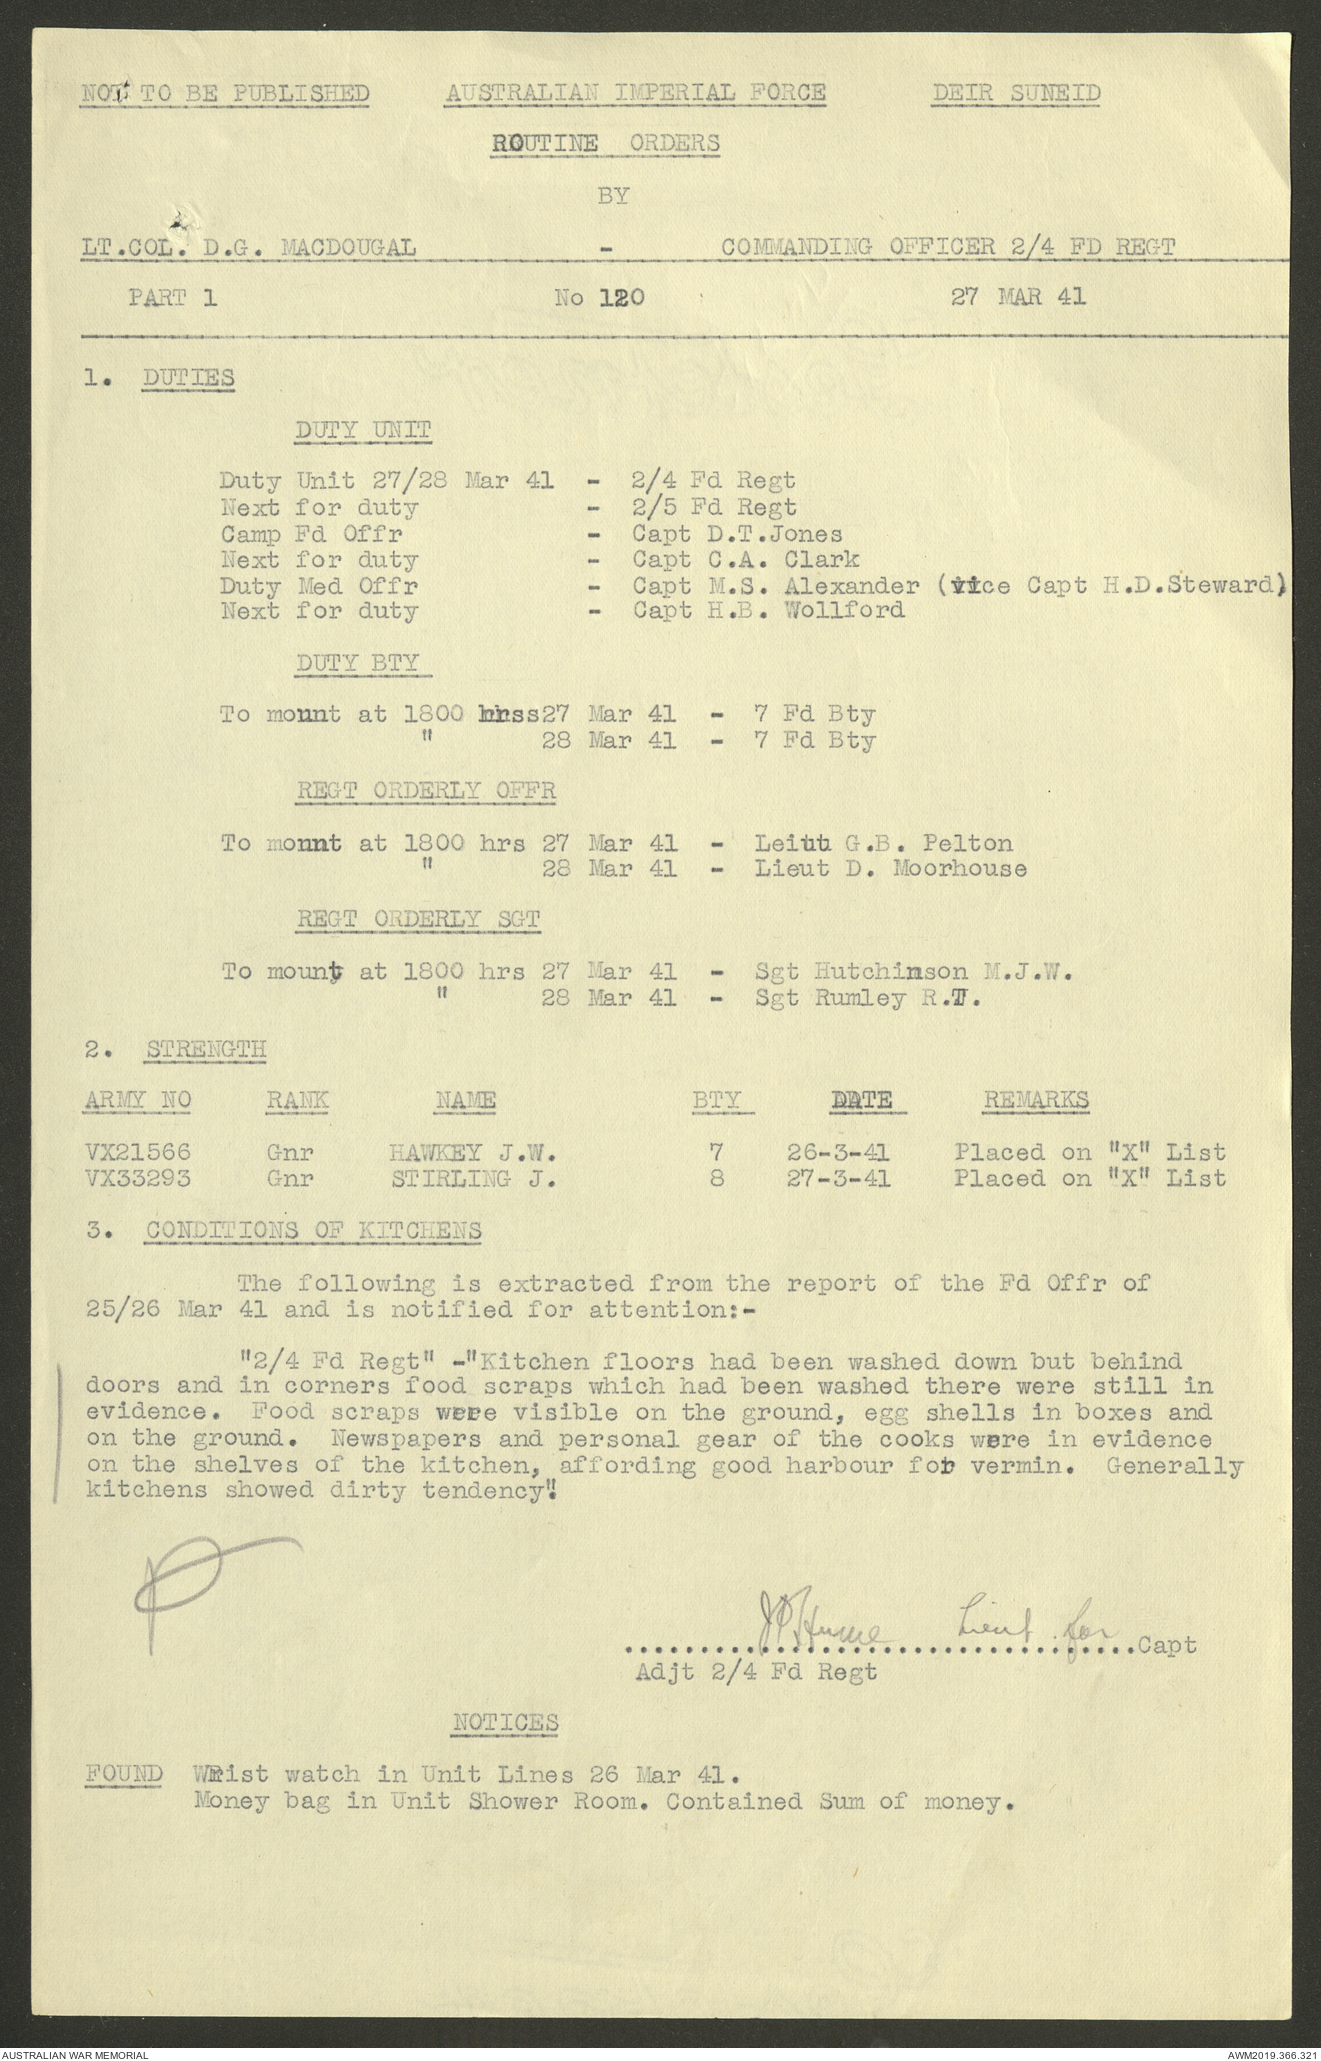 NOT TO BE PUBLISHED AUSTRALIAN IMPERIAL FORCE DEIR SUNEID
ROUTINE ORDERS
BY
LT.COL. D.G. MACDOUGAL - COMMANDING OFFICER 2/4 FD REGT
PART 1 No 120 27 MAR 41
1. DUTIES
DUTY UNIT
Duty Unit 27/28 Mar 41 - 2/4 Fd Regt
Next for duty - 2/5 Fd Regt
Camp Fd Offr - Capt D.T.Jones
Next for duty - Capt C.A. Clark
Duty Med Offr - Capt M.S. Alexander (vice Capt H.D.Steward)
Next for duty - Capt H.B. Wollford
DUTY BTY
To mount at 1800 hrs 27 Mar 41 - 7 Fd Bty
" 28 Mar 41 - 7 Fd Bty
REGT ORDERLY OFFR
To mount at 1800 hrs 27 Mar 41 - Leiut G.B. Pelton
" 28 Mar 41 - Lieut D. Moorhouse
REGT ORDERLY SGT
To mount at 1800 hrs 27 Mar 41 - Sgt Hutchinson M.J.W.
" 28 Mar 41 - Sgt Rumley R.T.
2. STRENGTH
ARMY NO RANK NAME BTY DATE REMARKS
VX21566 Gnr HAWKEY J.W. 7 26-3-41 Placed on "X" List
VX33293 Gnr STIRLING J. 8 27-3-41 Placed on "X" List
3. CONDITIONS OF KITCHENS
The following is extracted from the report of the Fd Offr of
25/26 Mar 41 and is notified for attention:-
"2/4 Fd Regt" -"Kitchen floors had been washed down but behind
doors and in corners food scraps which had been washed there were still in
evidence. Food scraps were visible on the ground, egg shells in boxes and
on the ground. Newspapers and personal gear of the cooks were in evidence
on the shelves of the kitchen, affording good harbour for vermin. Generally
kitchens showed dirty tendency".
Hume Lieut for
........................................Capt
Adjt 2/4 Fd Regt
NOTICES
FOUND Wrist watch in Unit Lines 26 Mar 41.
Money bag in Unit Shower Room. Contained Sum of money.
AUSTRALIAN WAR MEMORIAL AWM2019.366.321